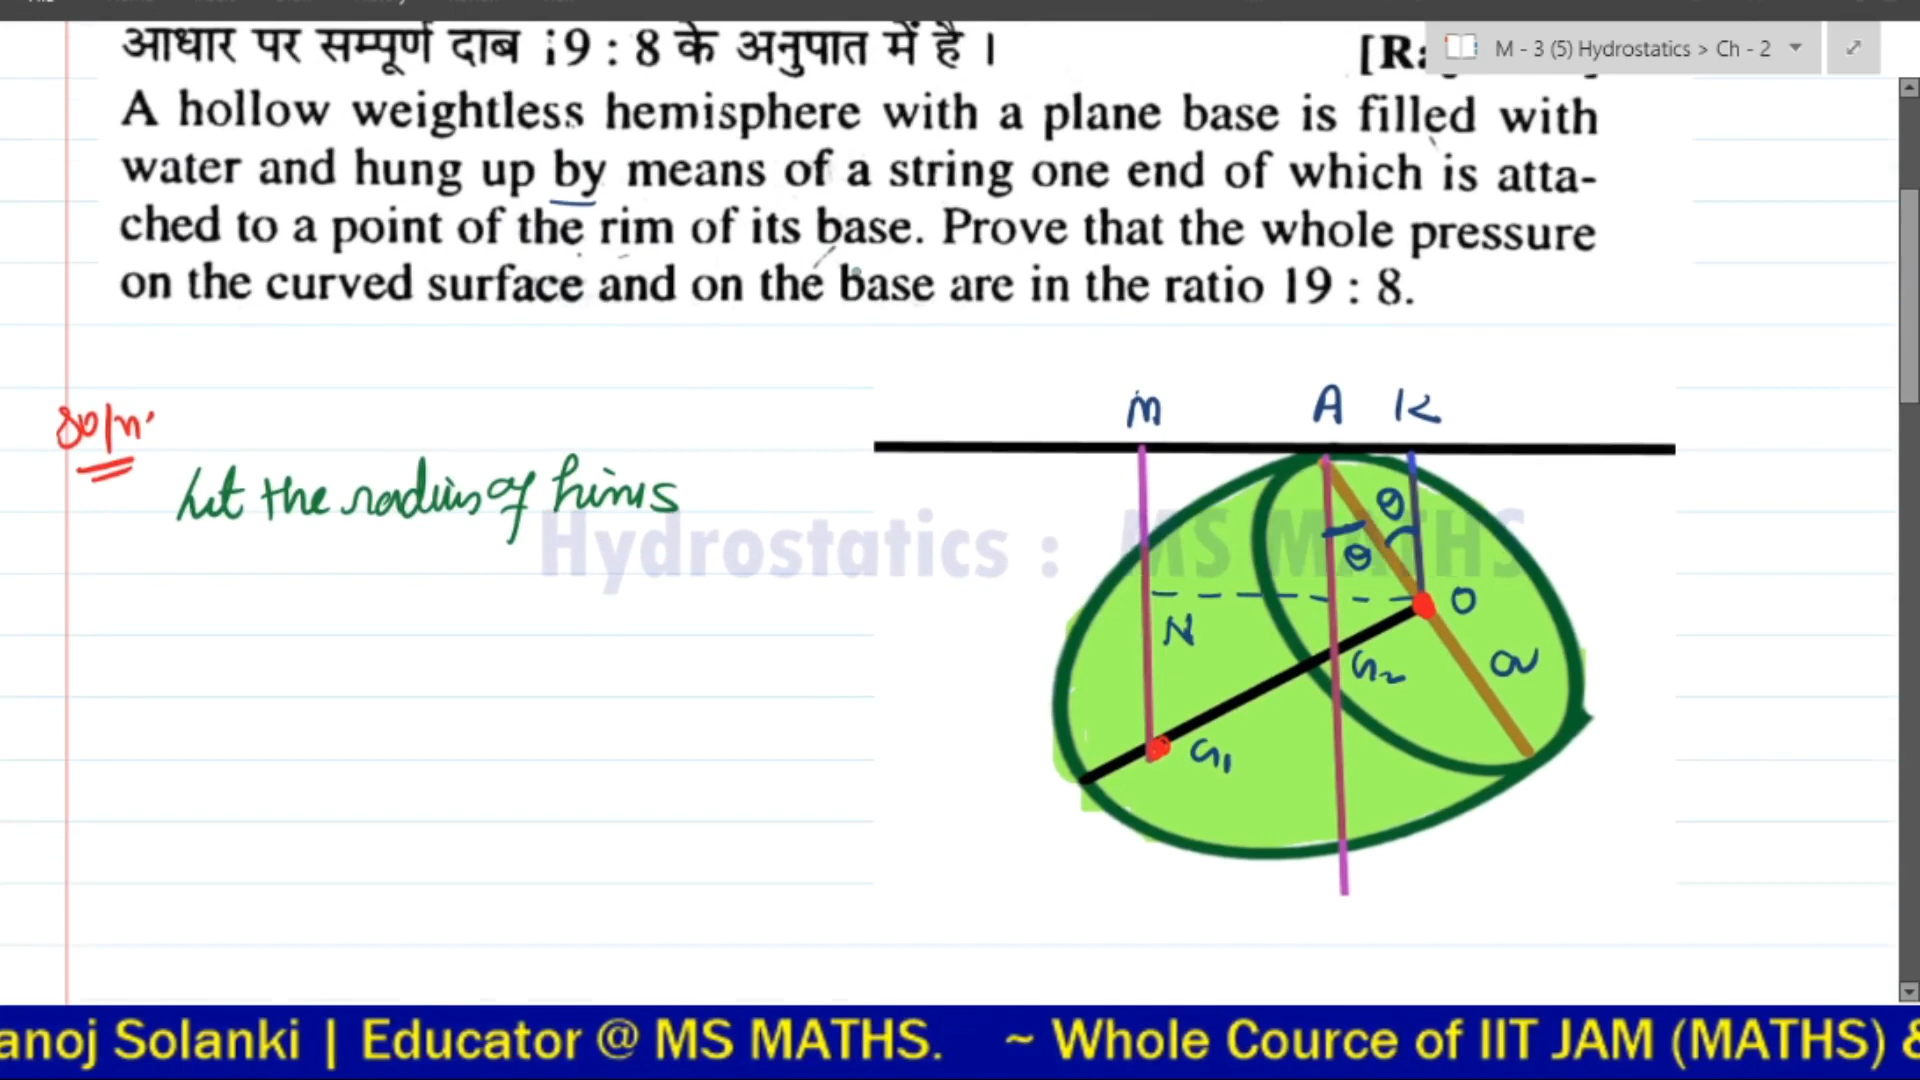 आधार पर सम्पूर्ण दाब 19 : 8 के अनुपात में है ।
M - 3 (5) Hydrostatics > Ch - 2
A hollow weightless hemisphere with a plane base is filled with
water and hung up by means of a string one end of which is atta-
ched to a point of the rim of its base. Prove that the whole pressure
on the curved surface and on the base are in the ratio 19 : 8.
Soln.
Let the radius of
M A K
θ
θ
O
N
G₂
a
G₁
Hydrostatics : MS MATHS
anoj Solanki | Educator @ MS MATHS. ~ Whole Cource of IIT JAM (MATHS) &